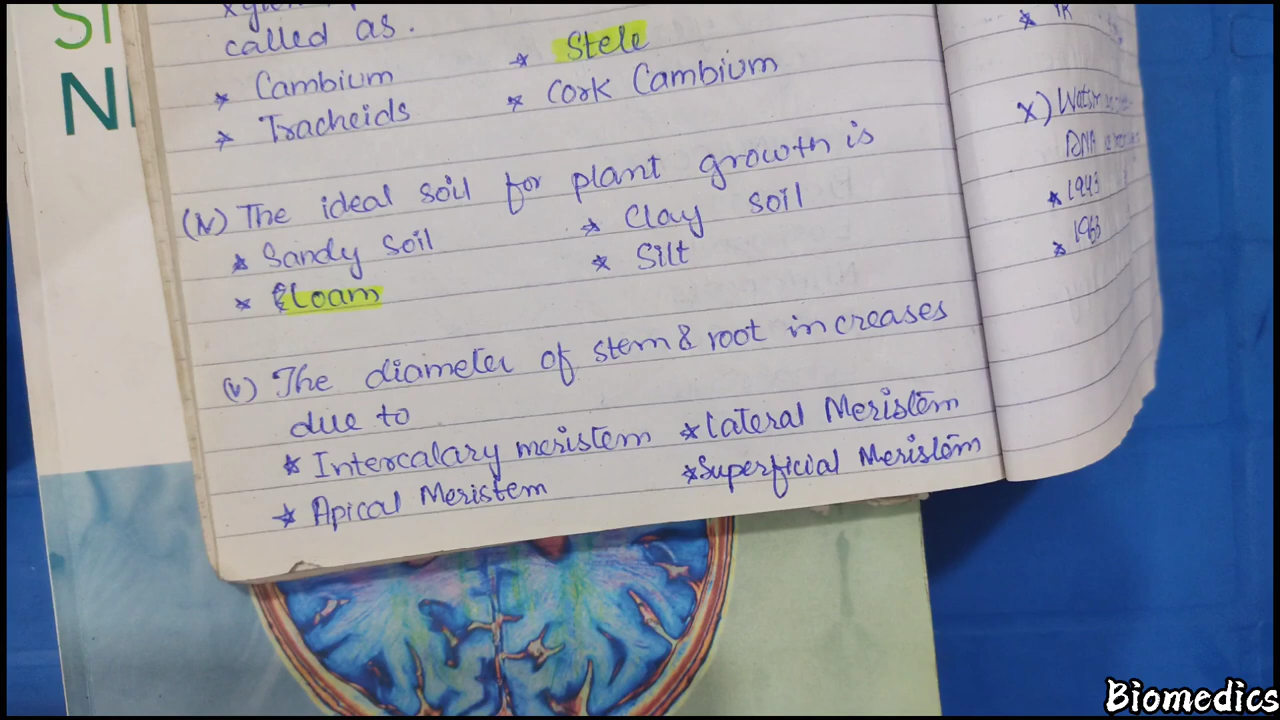 SI
N
called as.
* Cambium * Stele
* Tracheids * Cork Cambium
(IV) The ideal soil for plant growth is
* Sandy soil * Clay soil
* Loam * Silt
(V) The diameter of stem & root increases
due to
* Intercalary meristem * Lateral Meristem
* Apical Meristem * Superficial Meristem
X)
DNA
* 1943
* 1963
Biomedics